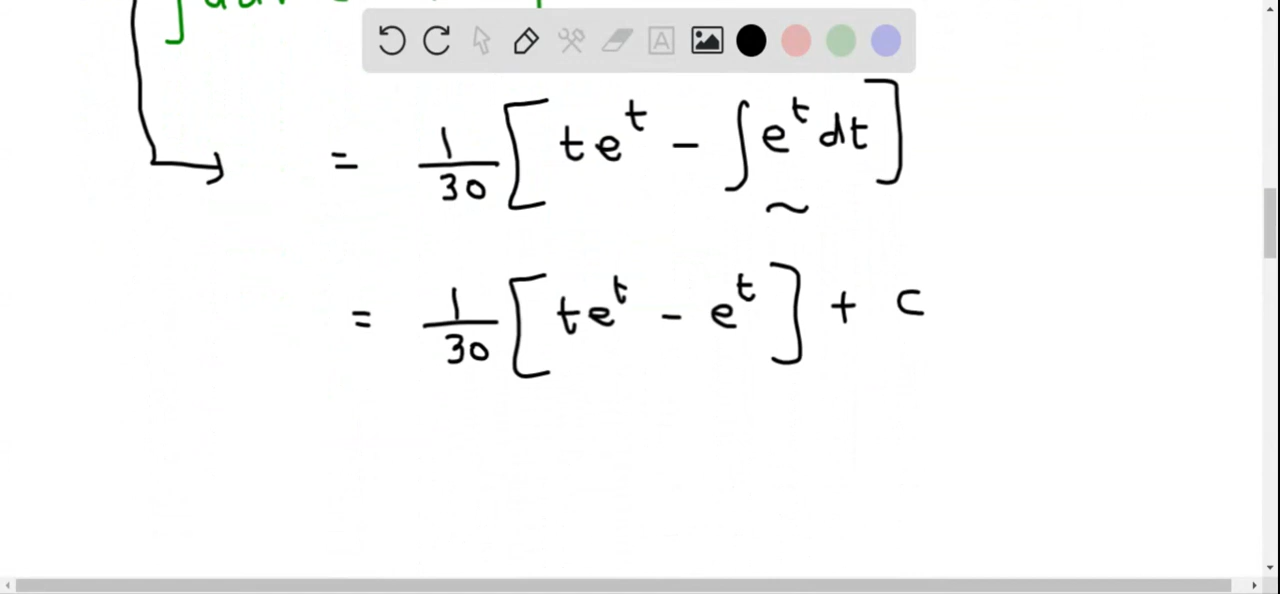 = 1/30 [ te^t - ∫ e^t dt ]
= 1/30 [ te^t - e^t ] + c